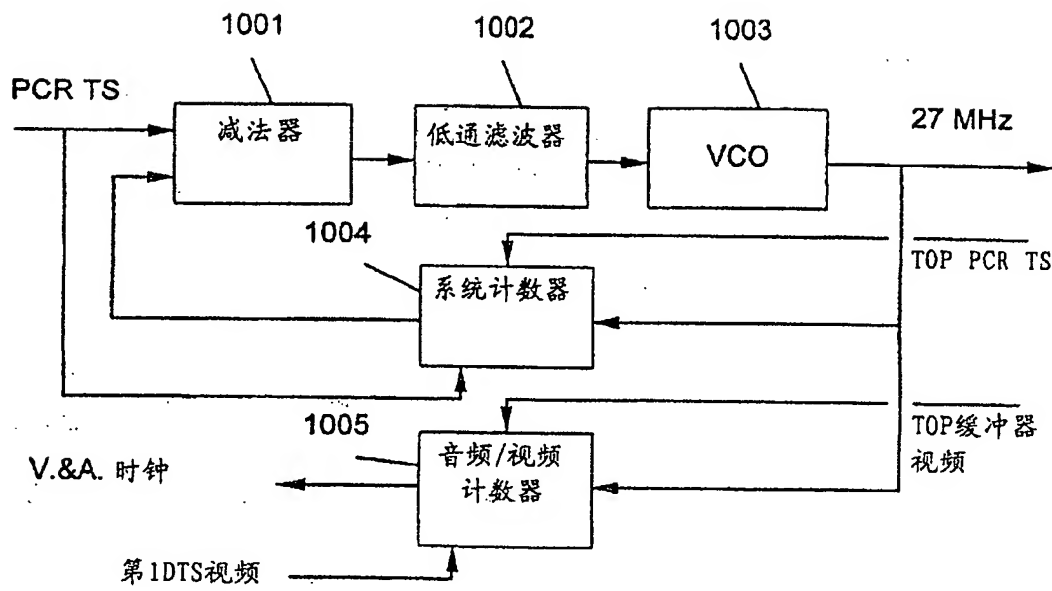 1001
1002
1003
PCR TS
减法器
低通滤波器
VCO
27 MHz
1004
TOP PCR TS
系统计数器
1005
TOP缓冲器
视频
音频/视频
计数器
V.&A. 时钟
第1DTS视频